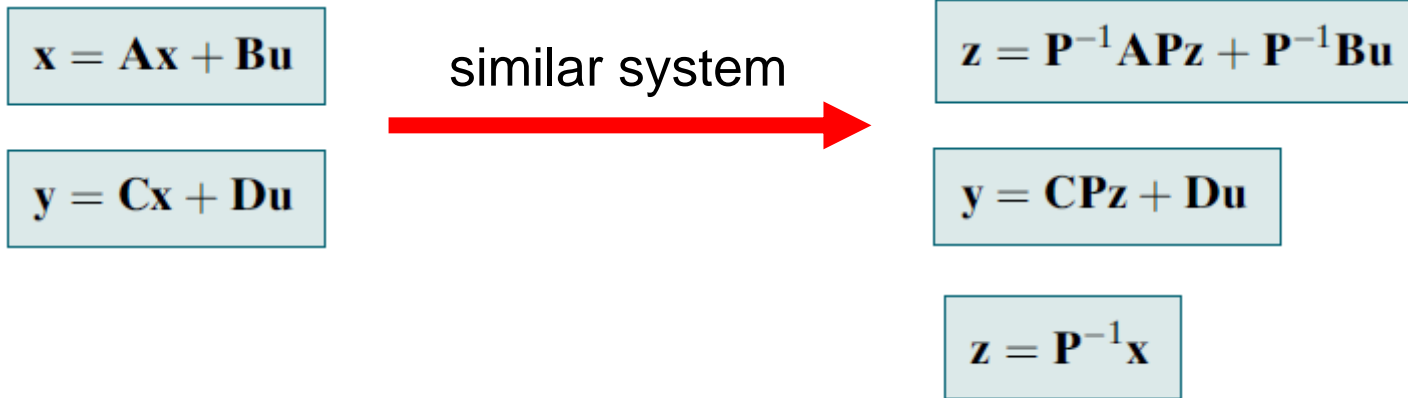 x = Ax + Bu
similar system
z = P⁻¹APz + P⁻¹Bu
y = Cx + Du
y = CPz + Du
z = P⁻¹x